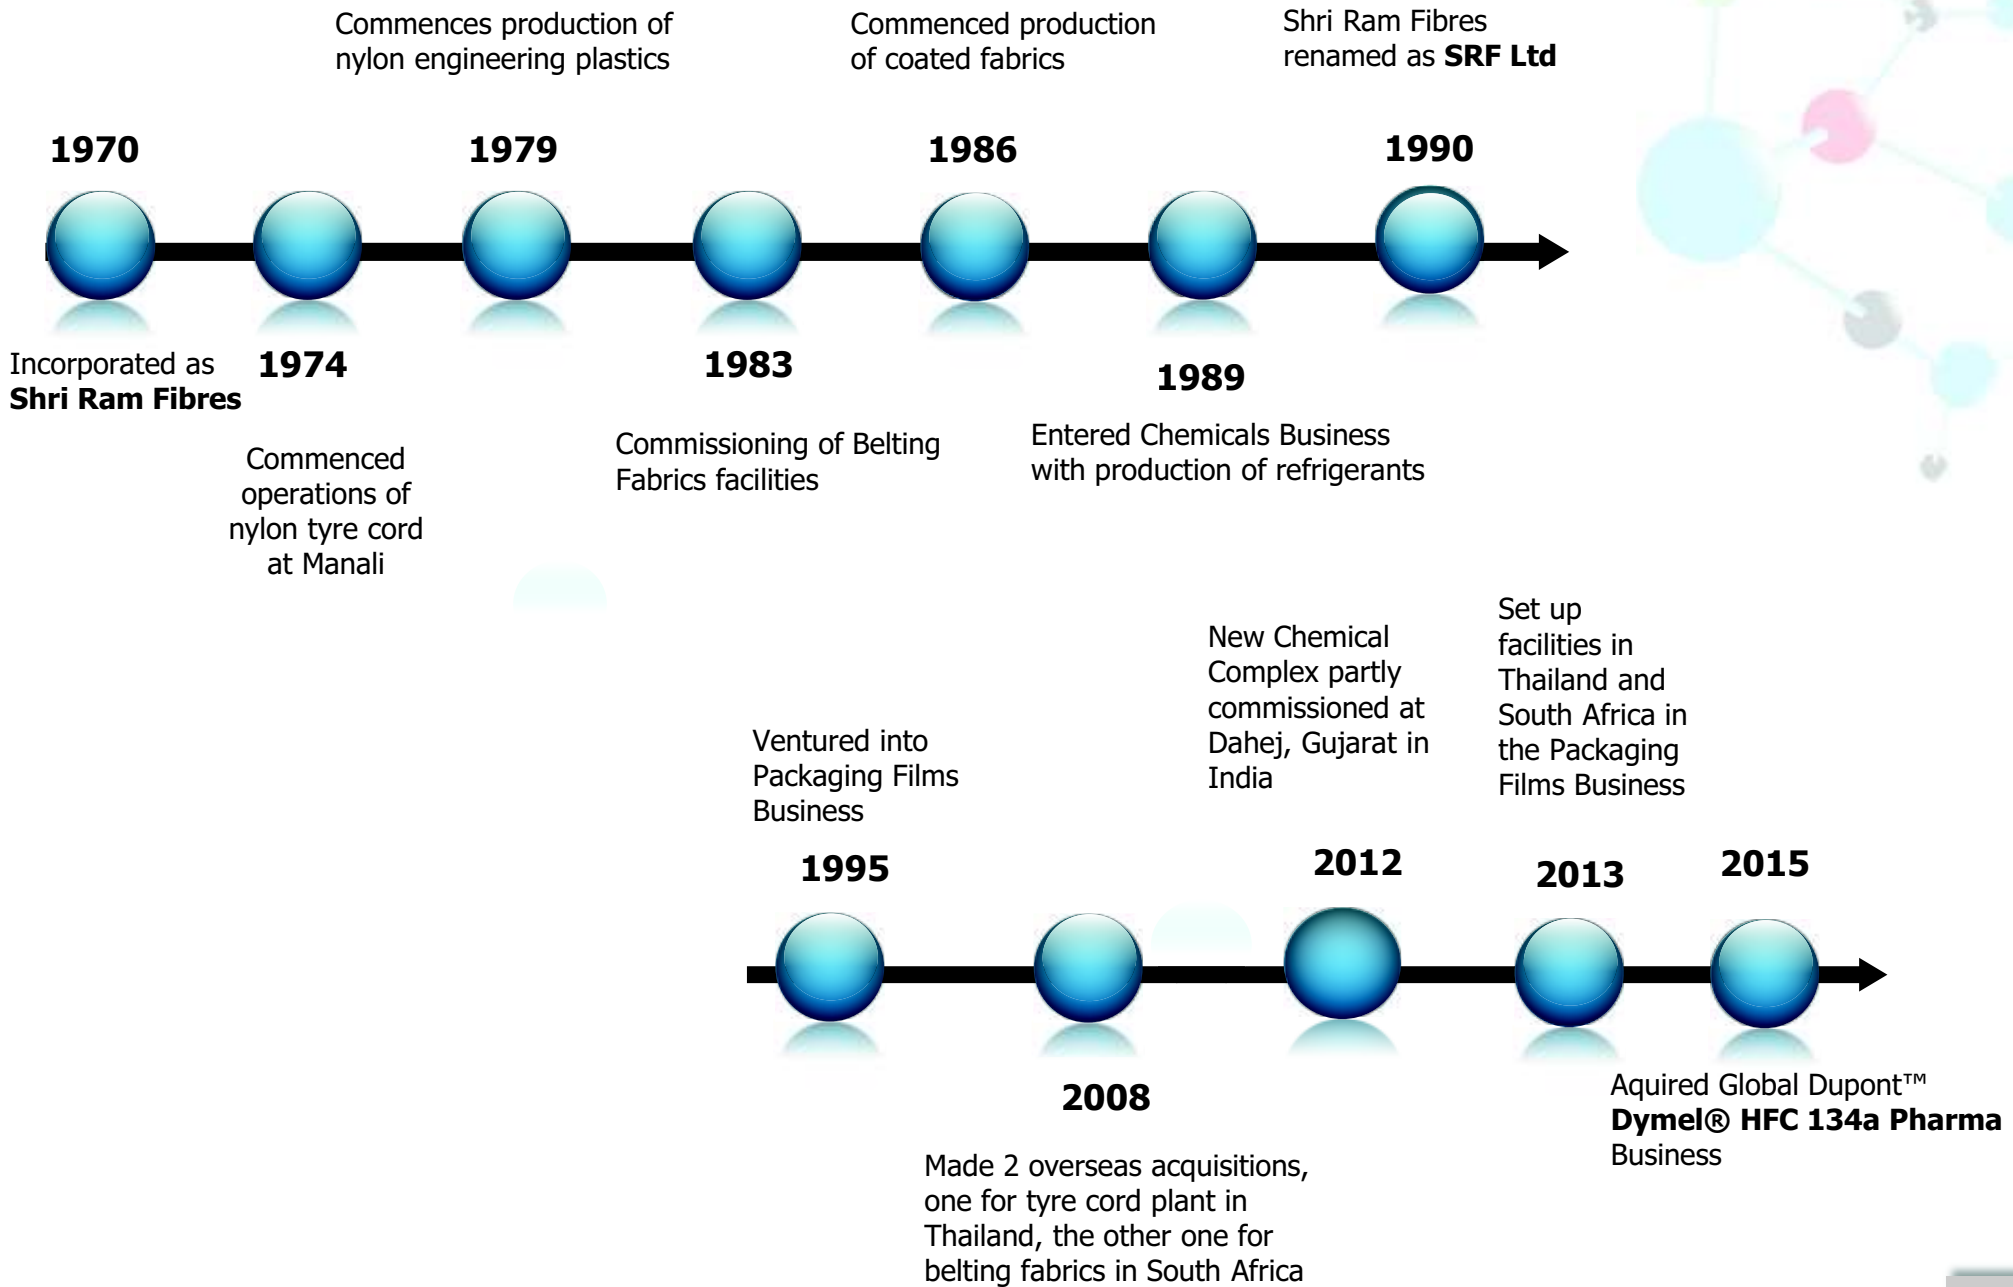 Commences production of
nylon engineering plastics
Commenced production
of coated fabrics
Shri Ram Fibres
renamed as SRF Ltd
1970
1979
1986
1990
Incorporated as
Shri Ram Fibres
1974
1983
1989
Commenced
operations of
nylon tyre cord
at Manali
Commissioning of Belting
Fabrics facilities
Entered Chemicals Business
with production of refrigerants
Ventured into
Packaging Films
Business
New Chemical
Complex partly
commissioned at
Dahej, Gujarat in
India
Set up
facilities in
Thailand and
South Africa in
the Packaging
Films Business
1995
2012
2013
2015
2008
Made 2 overseas acquisitions,
one for tyre cord plant in
Thailand, the other one for
belting fabrics in South Africa
Aquired Global Dupont™
Dymel® HFC 134a Pharma
Business